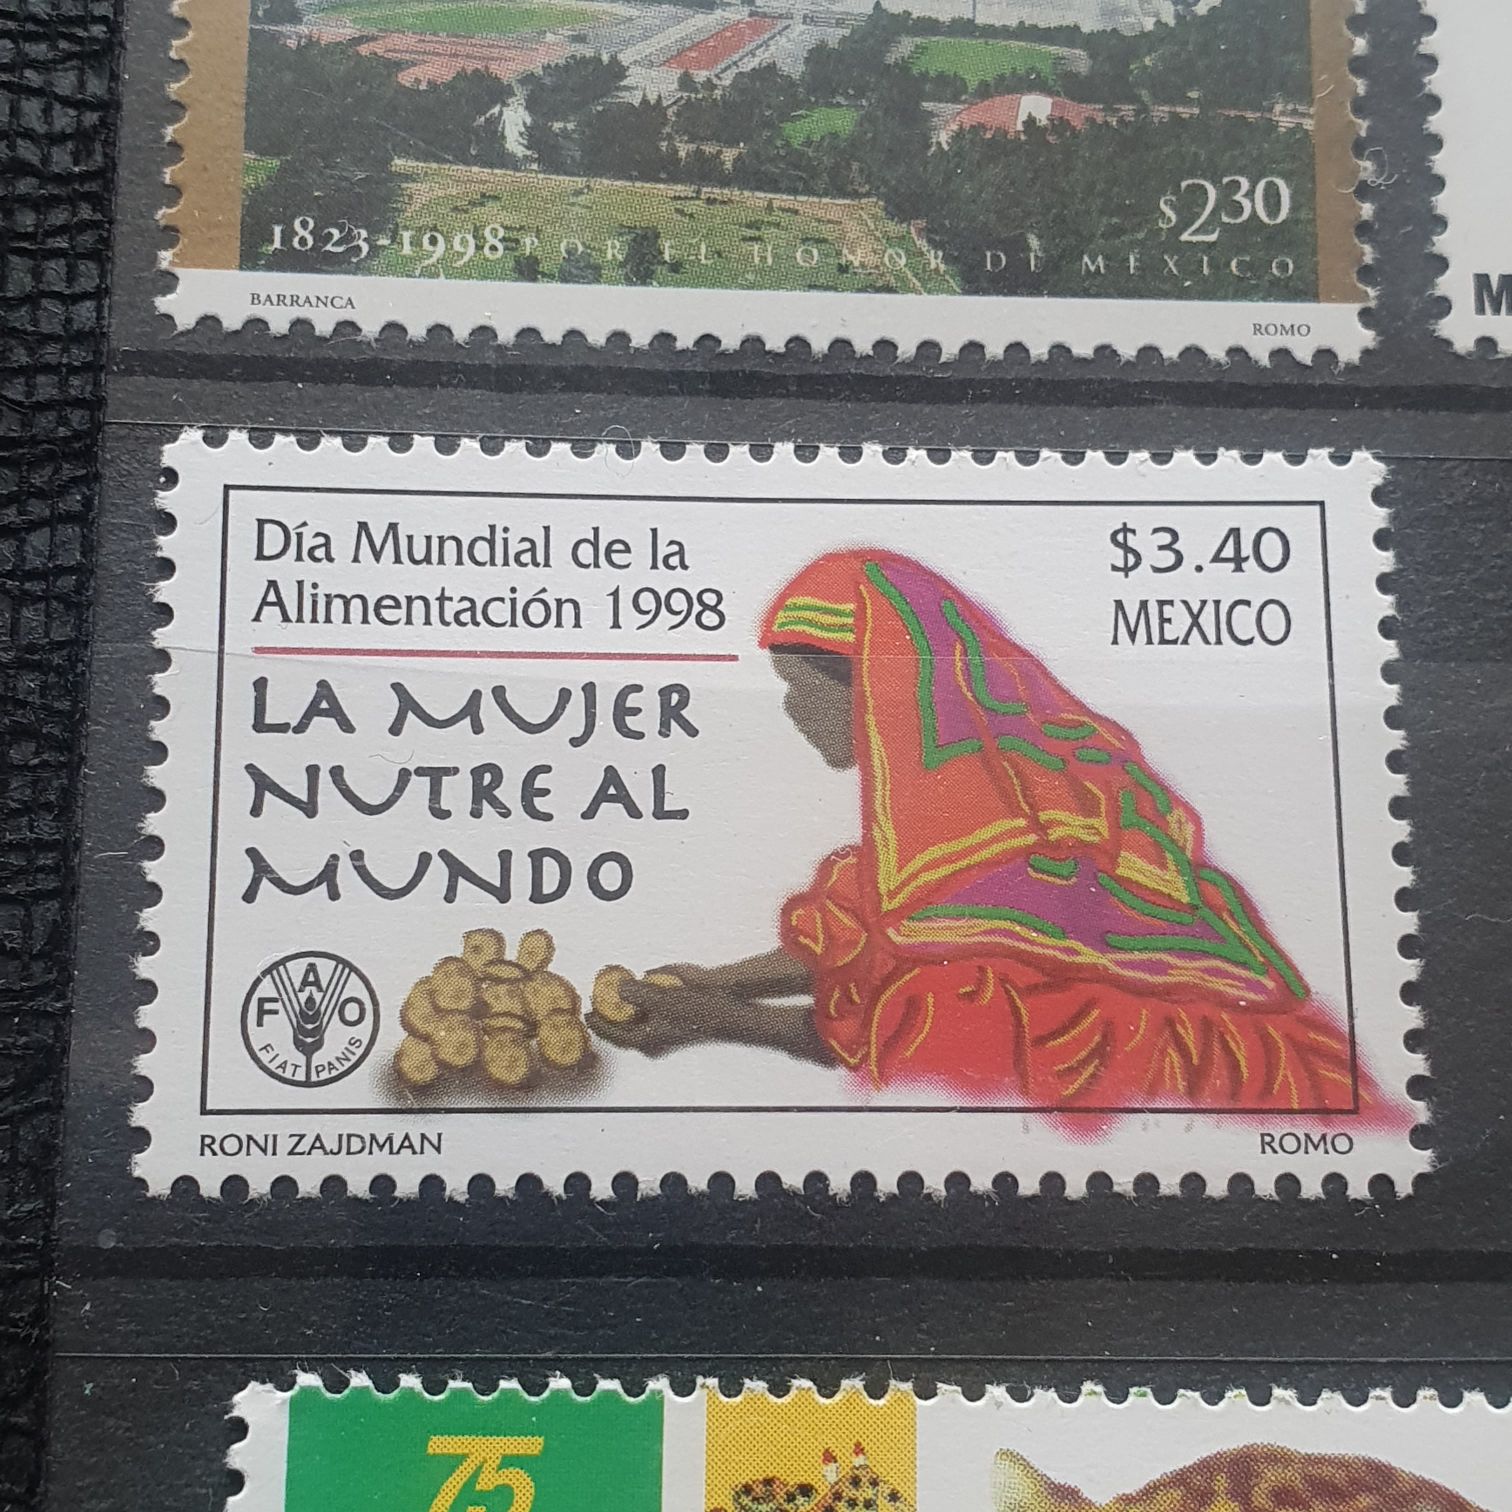 $2.30
1823-1998 POR EL HONOR DE MÉXICO
BARRANCA
ROMO
M
Día Mundial de la
Alimentación 1998
$3.40
MEXICO
LA MUJER
NUTRE AL
MUNDO
FAO
FIAT PANIS
RONI ZAJDMAN
ROMO
75